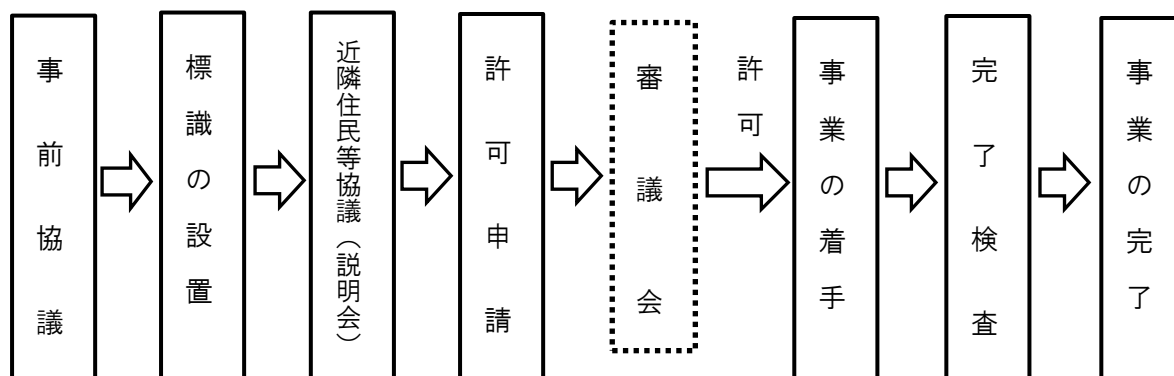 事前協議
標識の設置
近隣住民等協議（説明会）
許可申請
審議会
許可
事業の着手
完了検査
事業の完了